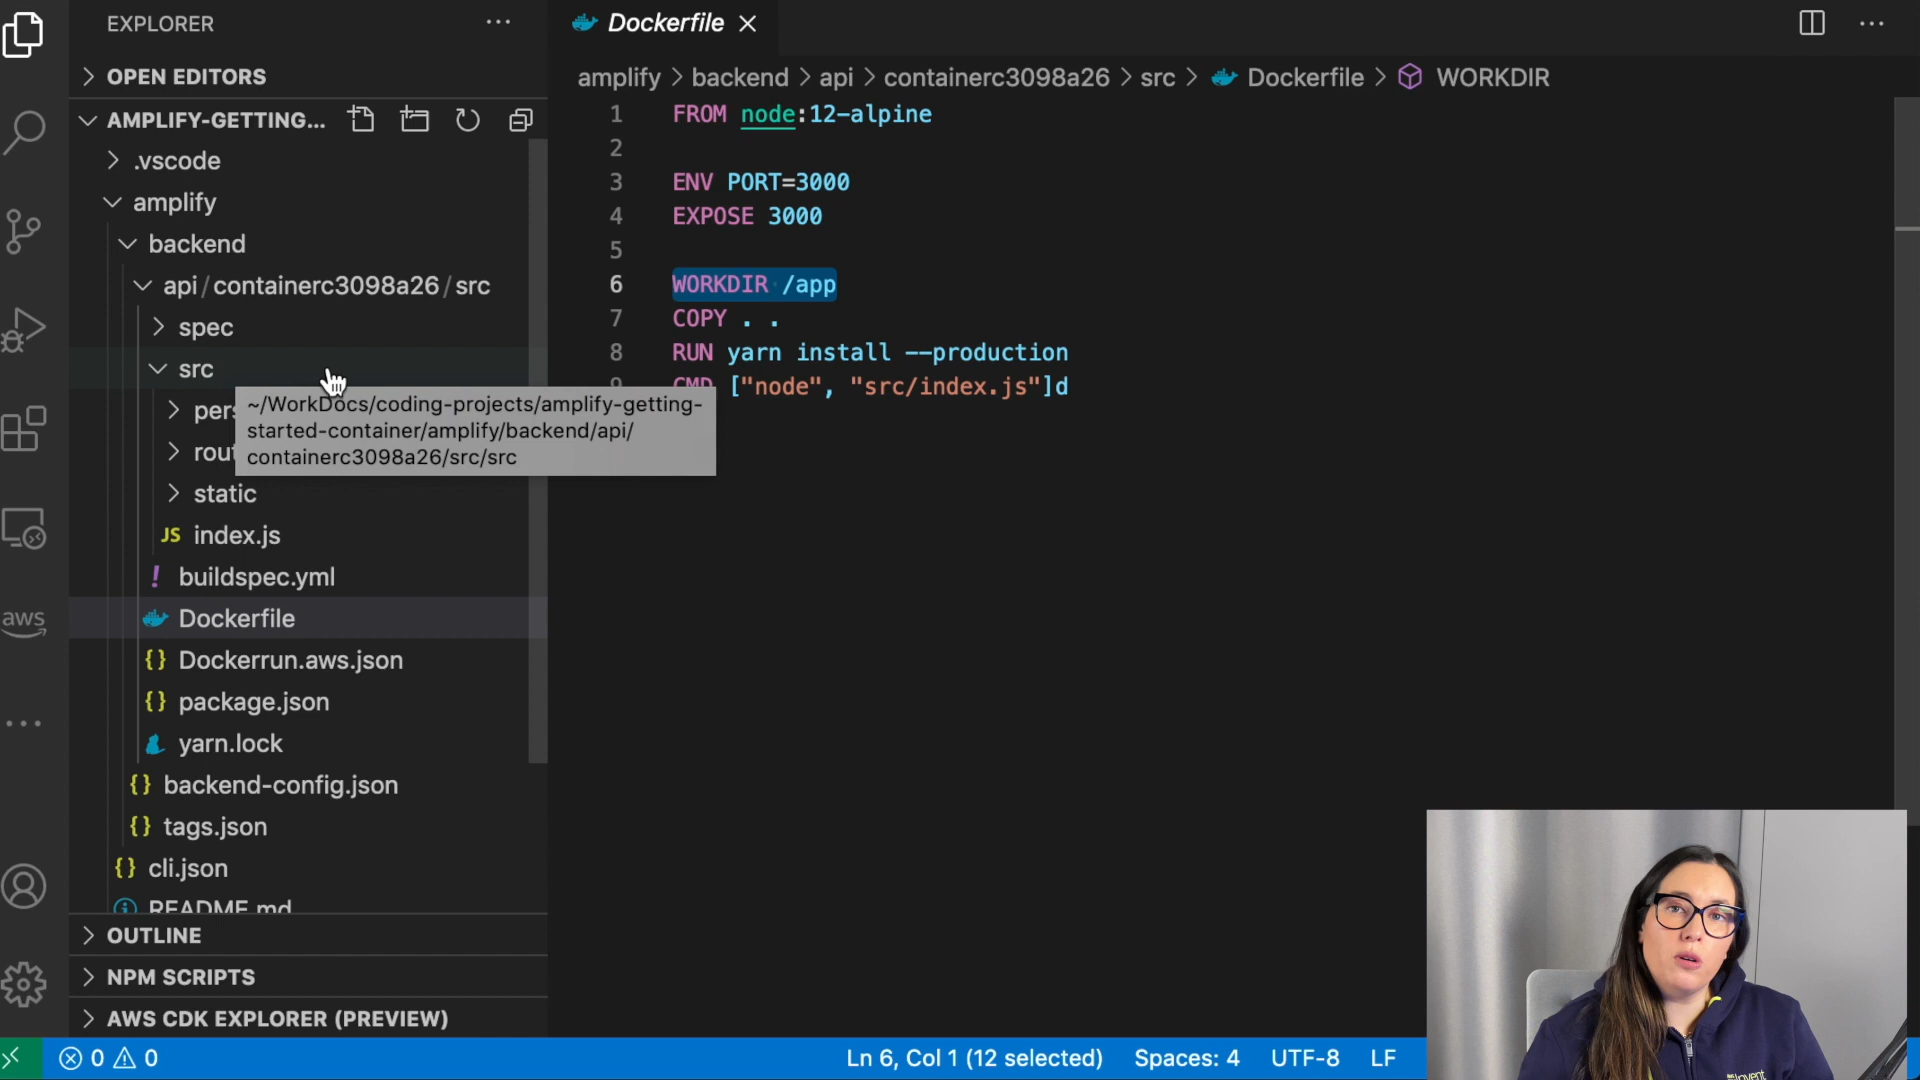 EXPLORER
OPEN EDITORS
AMPLIFY-GETTING...
.vscode
amplify
backend
api/containerc3098a26/src
spec
src
pers
rout
static
JS index.js
! buildspec.yml
Dockerfile
{} Dockerrun.aws.json
{} package.json
yarn.lock
{} backend-config.json
{} tags.json
{} cli.json
README.md
OUTLINE
NPM SCRIPTS
AWS CDK EXPLORER (PREVIEW)
aws
~/WorkDocs/coding-projects/amplify-getting-
started-container/amplify/backend/api/
containerc3098a26/src/src
Dockerfile
amplify > backend > api > containerc3098a26 > src > Dockerfile > WORKDIR
1 FROM node:12-alpine
2
3 ENV PORT=3000
4 EXPOSE 3000
5
6 WORKDIR /app
7 COPY . .
8 RUN yarn install --production
9 CMD ["node", "src/index.js"]d
0 0
Ln 6, Col 1 (12 selected) Spaces: 4 UTF-8 LF